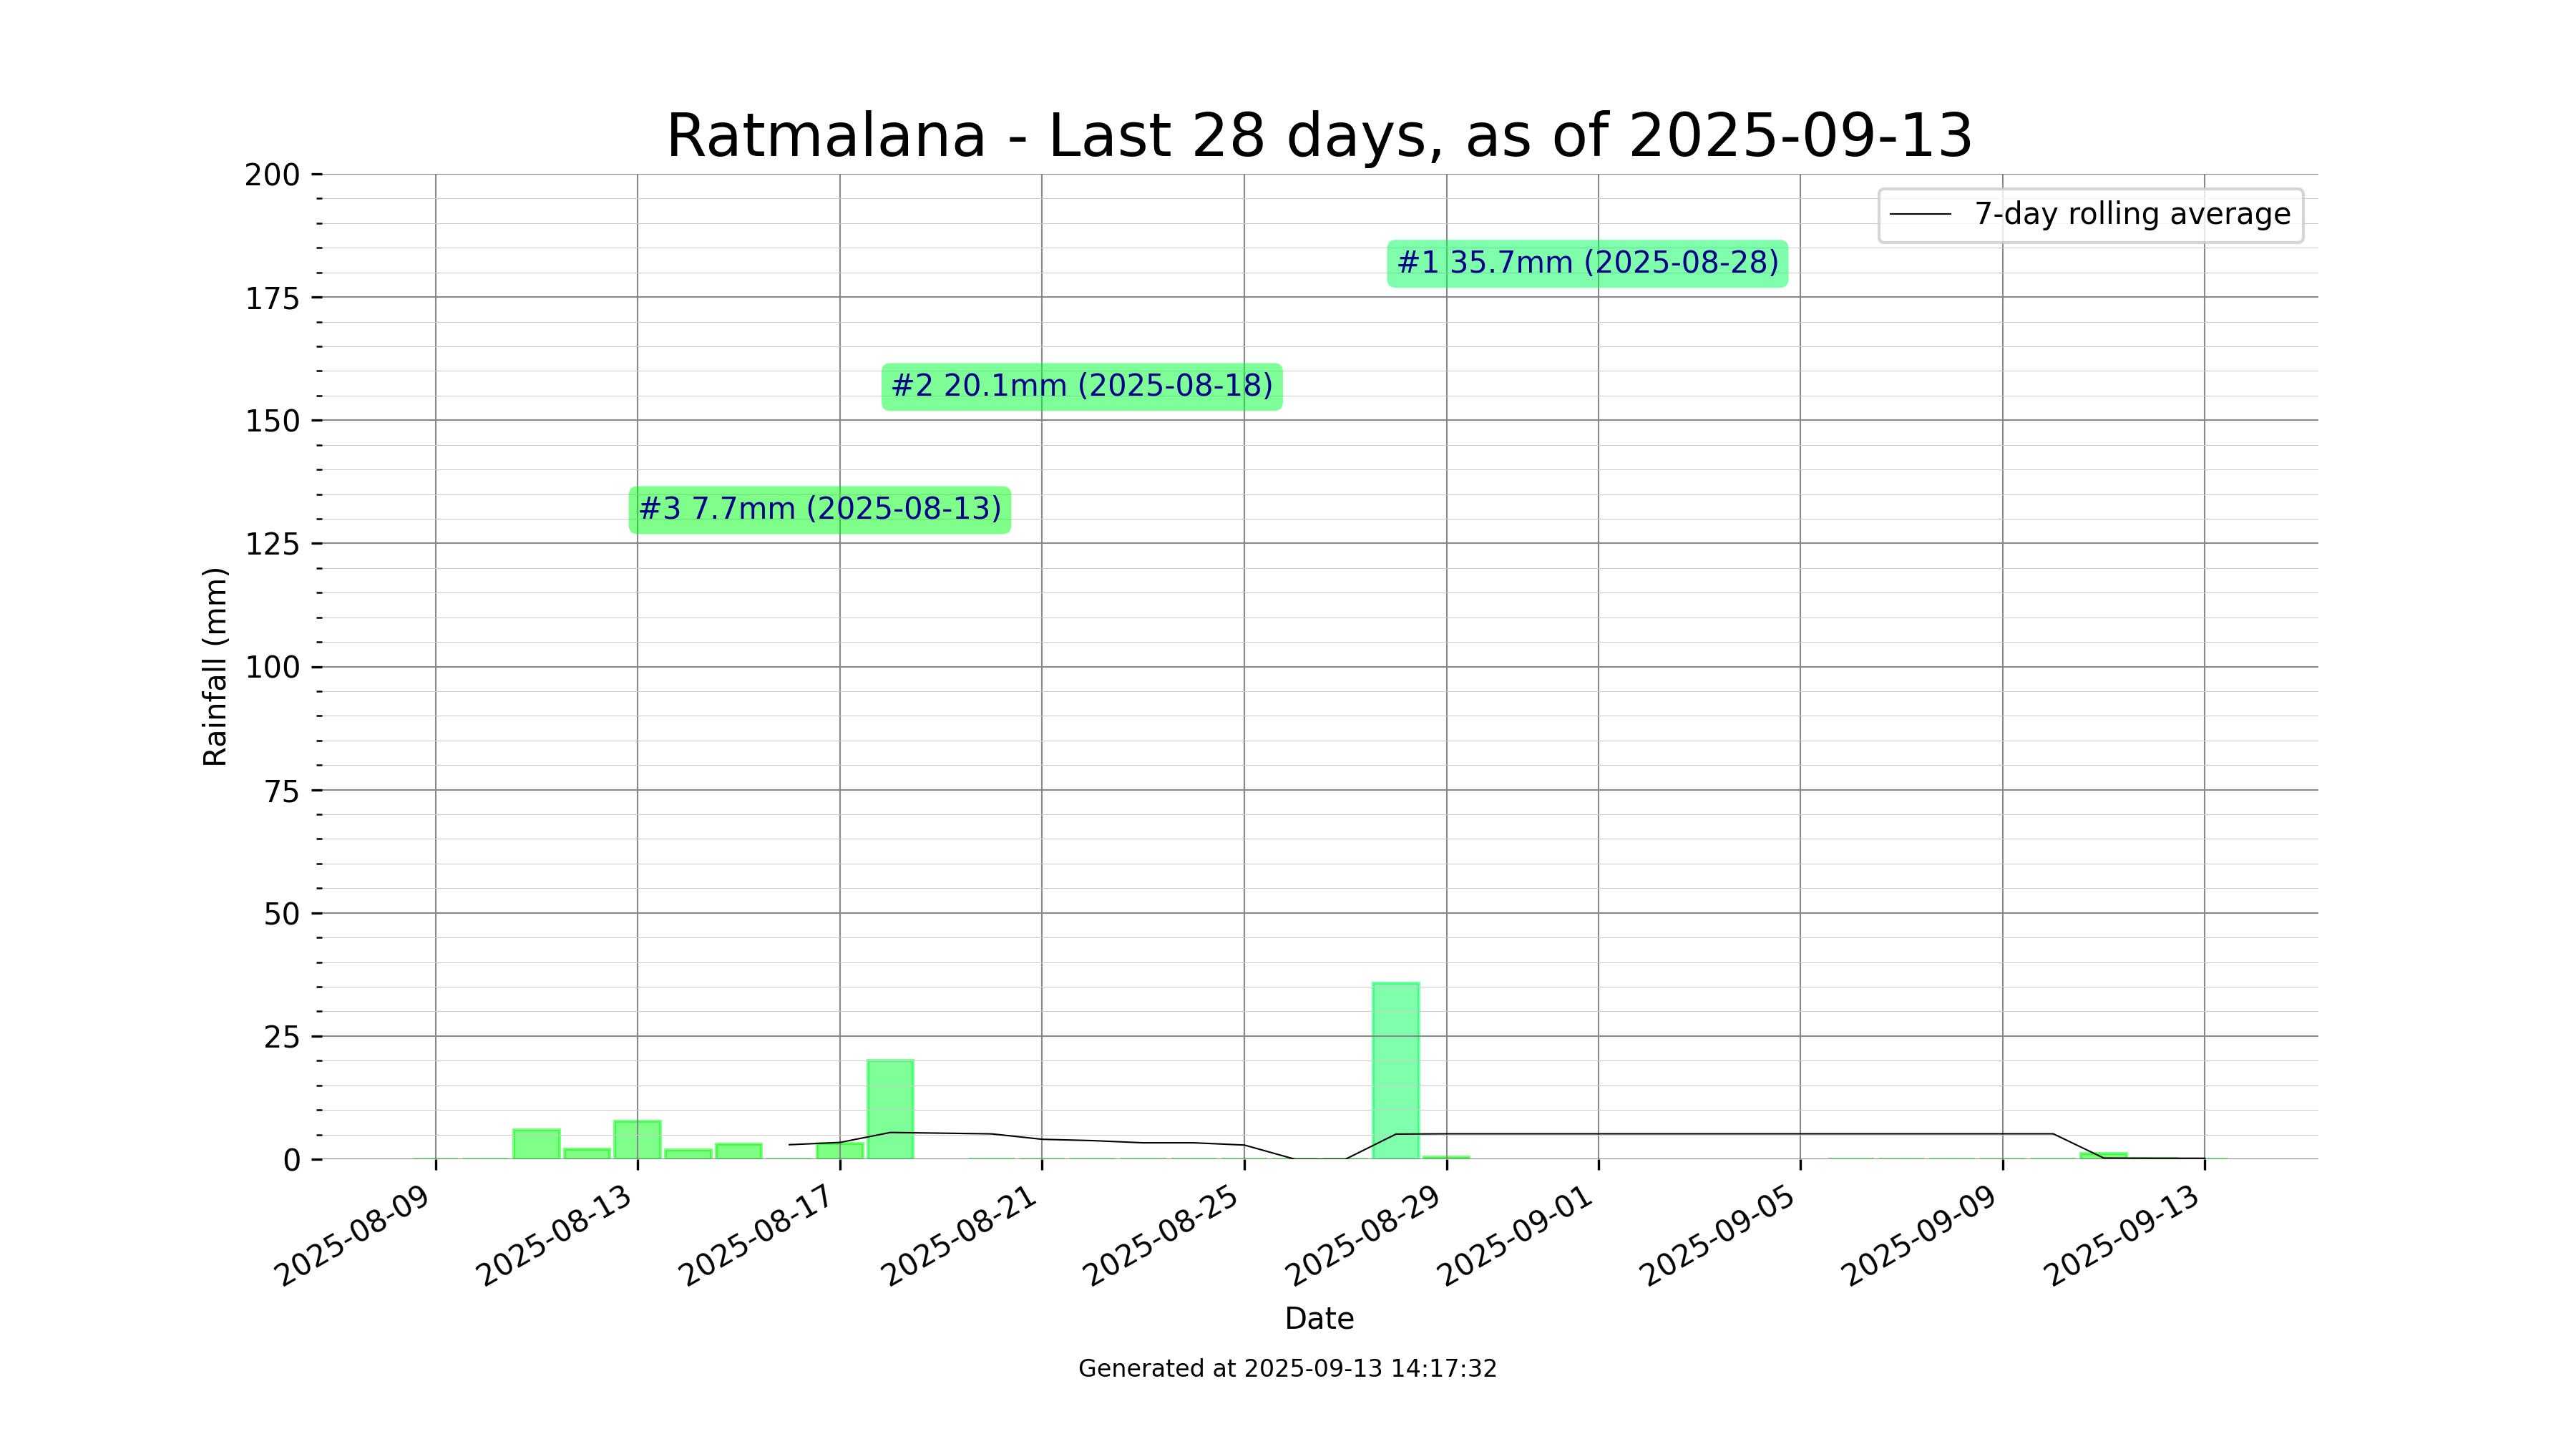 Ratmalana - Last 28 days, as of 2025-09-13
200
175
150
125
100
75
50
25
0
Rainfall (mm)
7-day rolling average
#1 35.7mm (2025-08-28)
#2 20.1mm (2025-08-18)
#3 7.7mm (2025-08-13)
2025-08-09
2025-08-13
2025-08-17
2025-08-21
2025-08-25
2025-08-29
2025-09-01
2025-09-05
2025-09-09
2025-09-13
Date
Generated at 2025-09-13 14:17:32